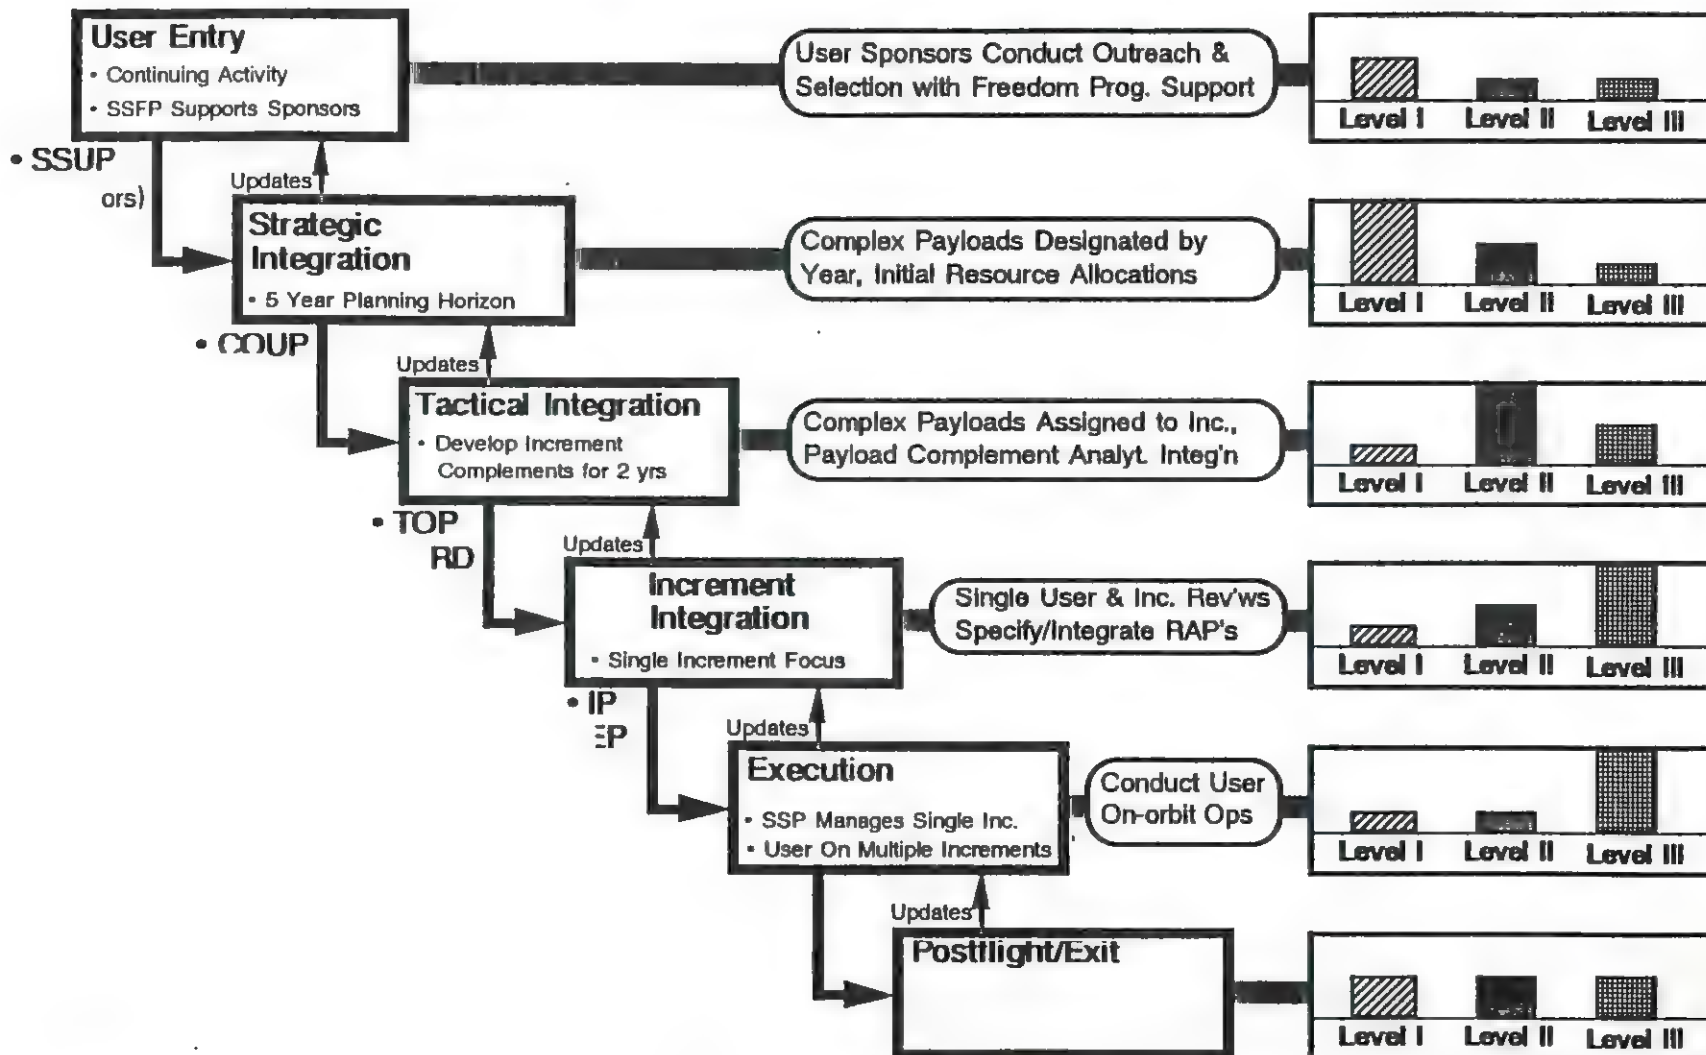 User Entry
• Continuing Activity
• SSFP Supports Sponsors
User Sponsors Conduct Outreach &
Selection with Freedom Prog. Support
Level I Level II Level III
• SSUP
ors)
Updates
Strategic
Integration
• 5 Year Planning Horizon
Complex Payloads Designated by
Year, Initial Resource Allocations
Level I Level II Level III
• COUP
Updates
Tactical Integration
• Develop Increment
Complements for 2 yrs
Complex Payloads Assigned to Inc.,
Payload Complement Analyt. Integ'n
Level I Level II Level III
• TOP
RD
Updates
Increment
Integration
• Single Increment Focus
Single User & Inc. Rev'ws
Specify/Integrate RAP's
Level I Level II Level III
• IP
EP
Updates
Execution
• SSP Manages Single Inc.
• User On Multiple Increments
Conduct User
On-orbit Ops
Level I Level II Level III
Updates
Postflight/Exit
Level I Level II Level III